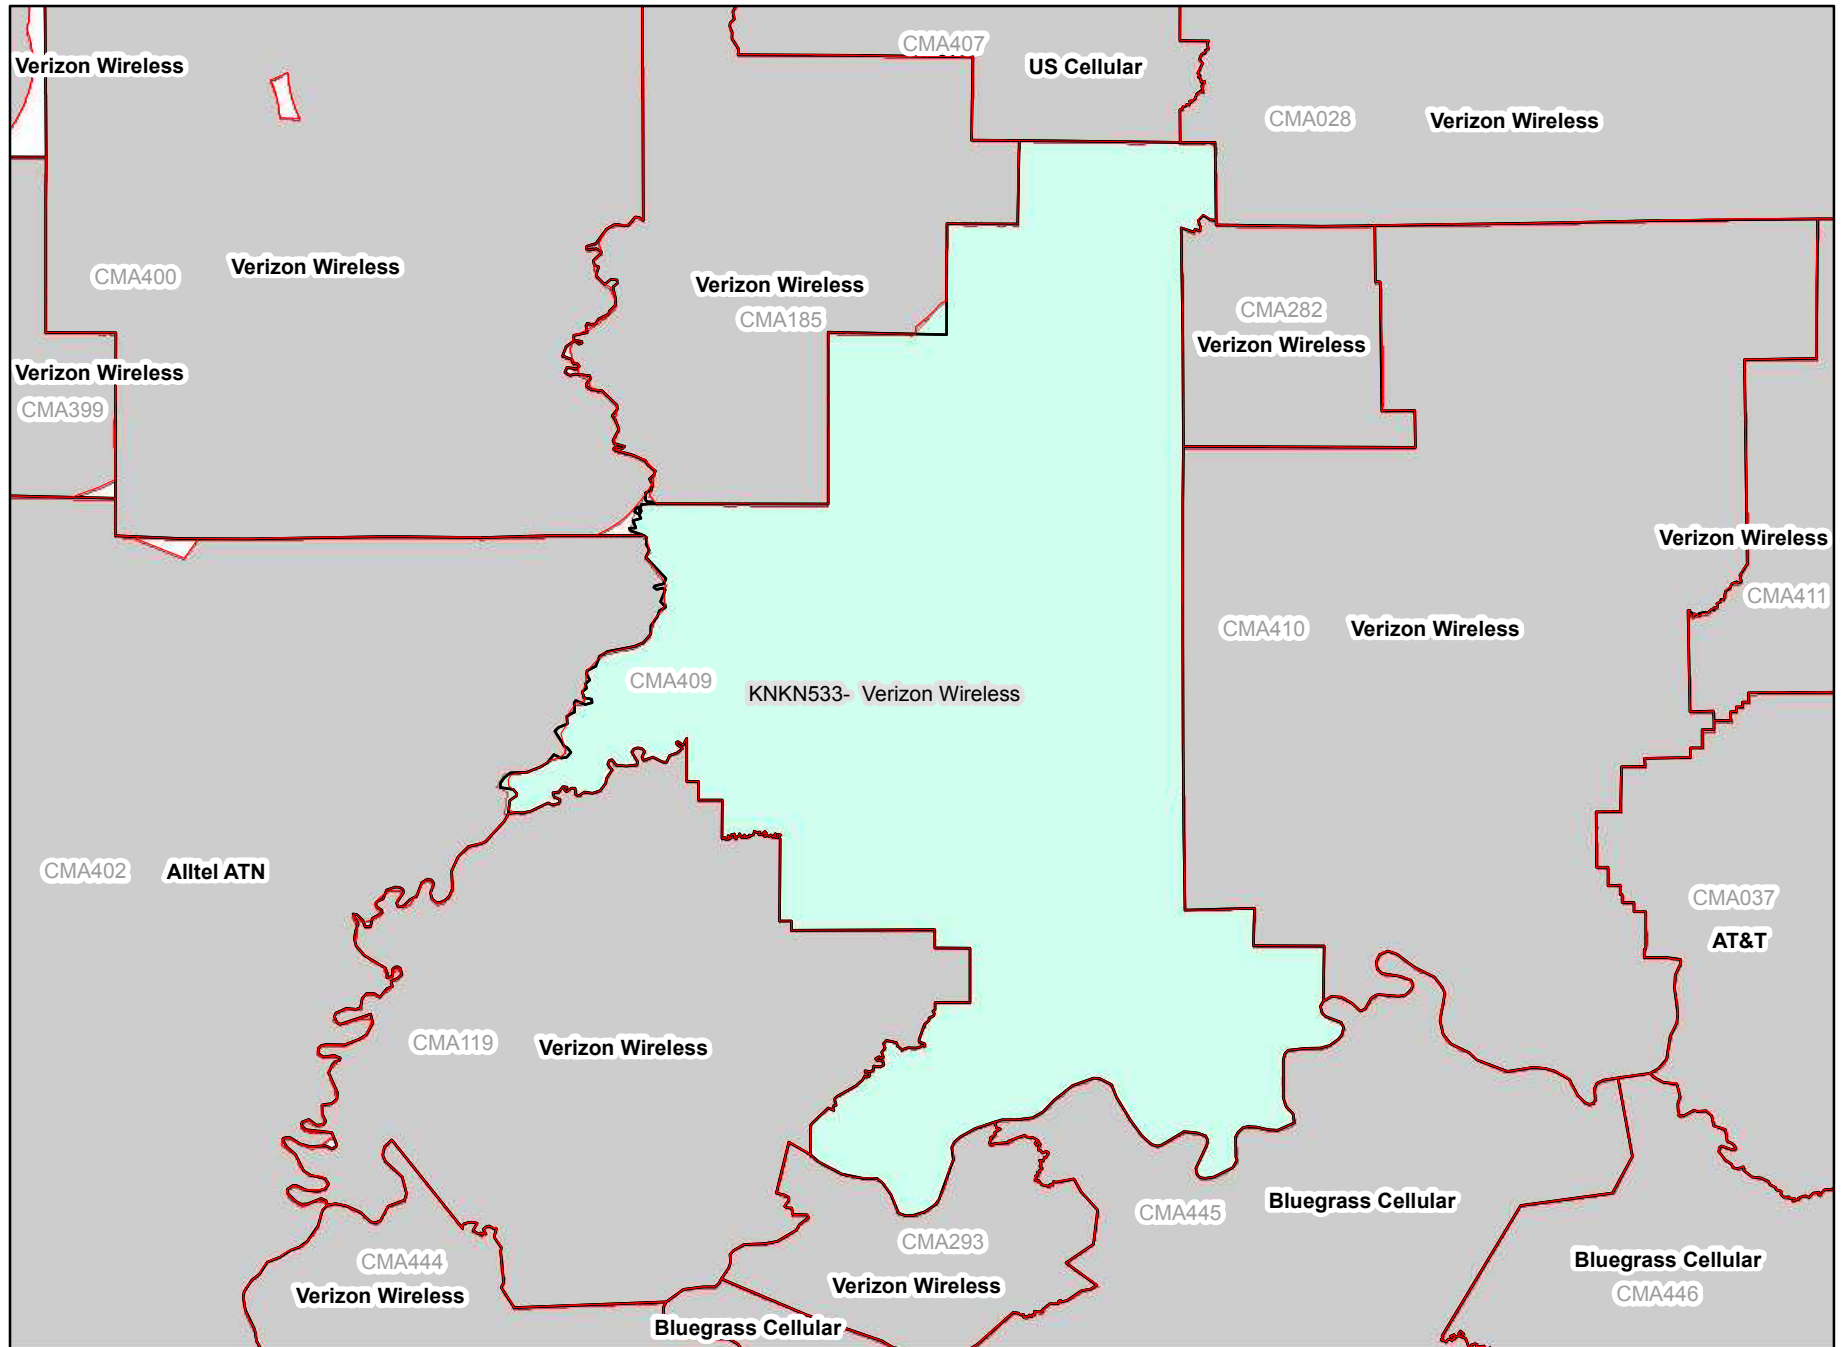 CMA407
US Cellular
Verizon Wireless
CMA028
Verizon Wireless
CMA400
Verizon Wireless
Verizon Wireless
CMA185
CMA282
Verizon Wireless
Verizon Wireless
CMA399
Verizon Wireless
CMA411
CMA410
Verizon Wireless
CMA409
KNKN533- Verizon Wireless
CMA402
Alltel ATN
CMA037
AT&T
CMA119
Verizon Wireless
CMA445
Bluegrass Cellular
CMA293
Verizon Wireless
CMA444
Verizon Wireless
Bluegrass Cellular
CMA446
Bluegrass Cellular